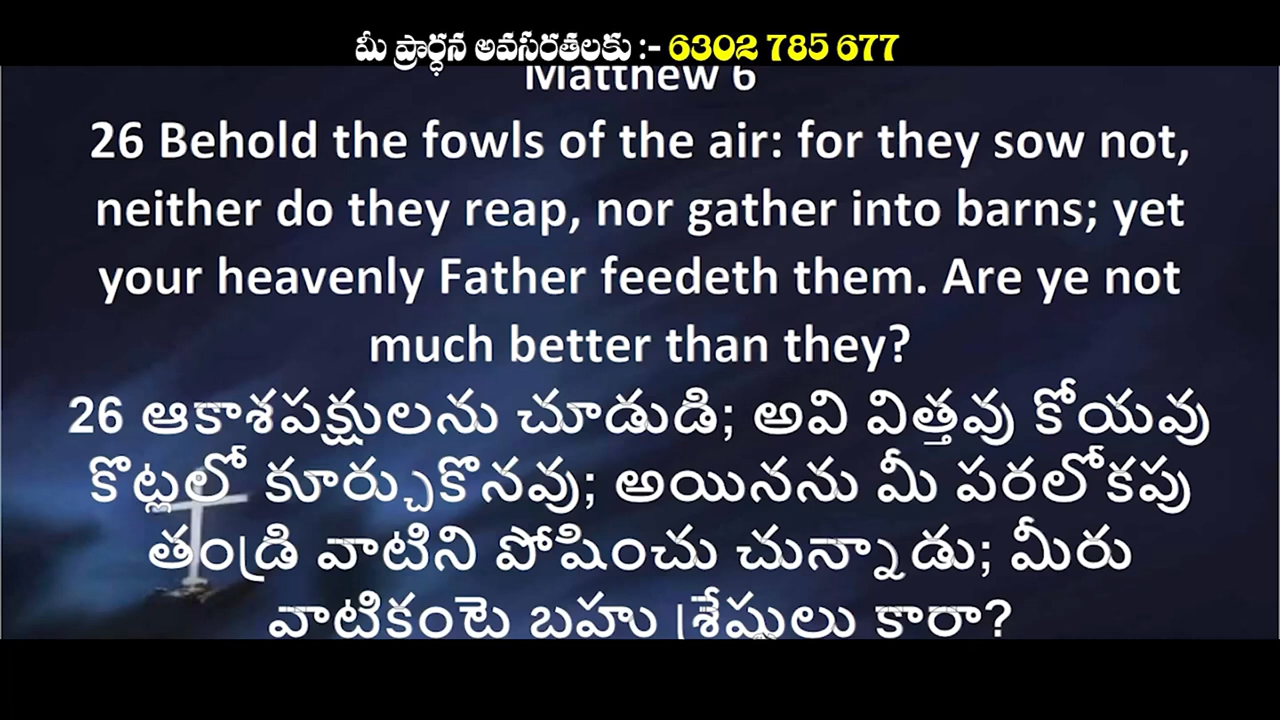 మీ ప్రార్ధన అవసరతలకు :- 6302 785 677
Matthew 6
26 Behold the fowls of the air: for they sow not,
neither do they reap, nor gather into barns; yet
your heavenly Father feedeth them. Are ye not
much better than they?
26 ఆకాశపక్షులను చూడుడి; అవి విత్తవు కోయవు
కొట్లలో కూర్చుకొనవు; అయినను మీ పరలోకపు
తండ్రి వాటిని పోషించు చున్నాడు; మీరు
వాటికంటె బహు శ్రేష్ఠులు కారా?